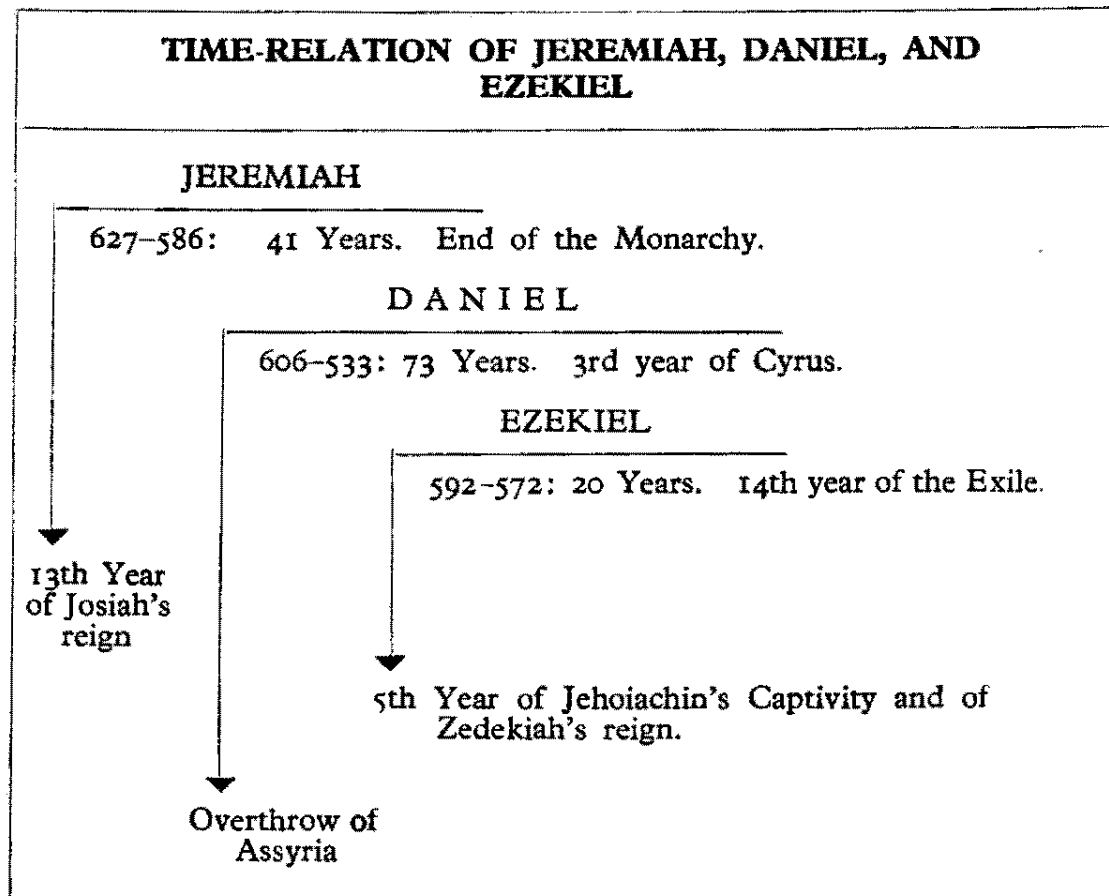 TIME-RELATION OF JEREMIAH, DANIEL, AND
EZEKIEL
JEREMIAH
627–586: 41 Years. End of the Monarchy.
DANIEL
606–533: 73 Years. 3rd year of Cyrus.
EZEKIEL
592–572: 20 Years. 14th year of the Exile.
13th Year
of Josiah's
reign
5th Year of Jehoiachin's Captivity and of
Zedekiah's reign.
Overthrow of
Assyria